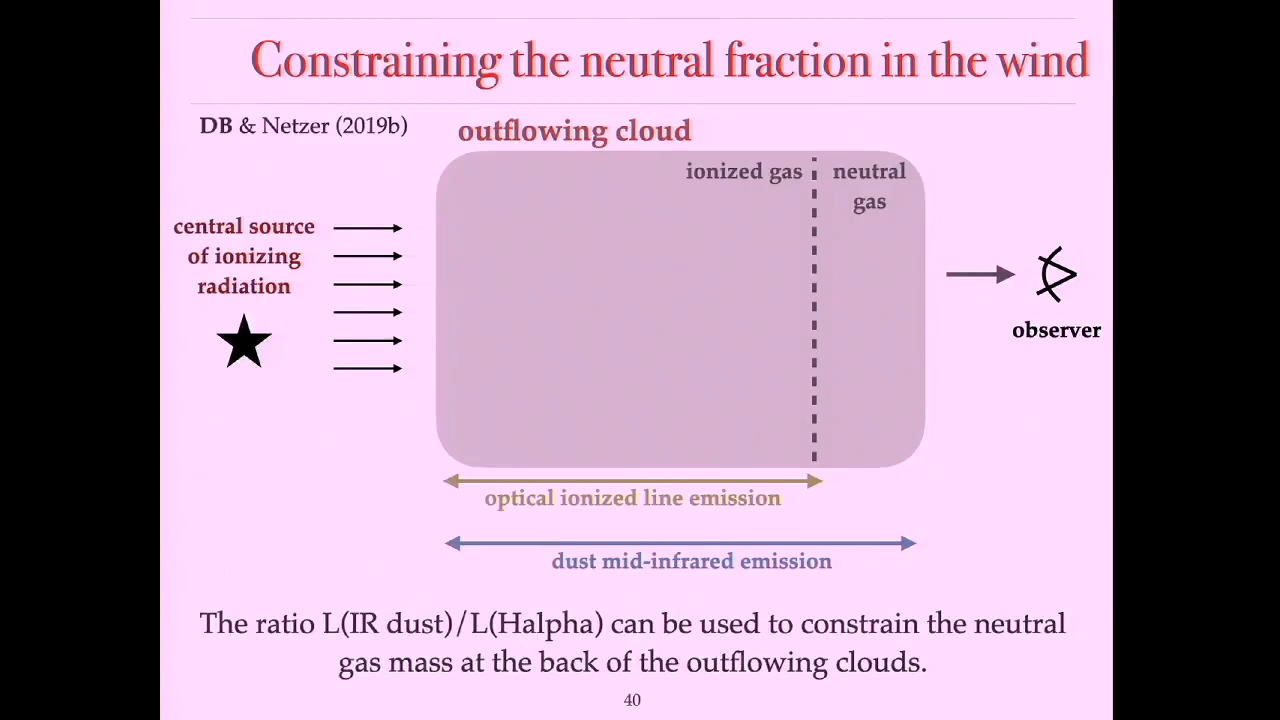 Constraining the neutral fraction in the wind
DB & Netzer (2019b)
outflowing cloud
ionized gas
neutral
gas
central source
of ionizing
radiation
observer
optical ionized line emission
dust mid-infrared emission
The ratio L(IR dust)/L(Halpha) can be used to constrain the neutral
gas mass at the back of the outflowing clouds.
40